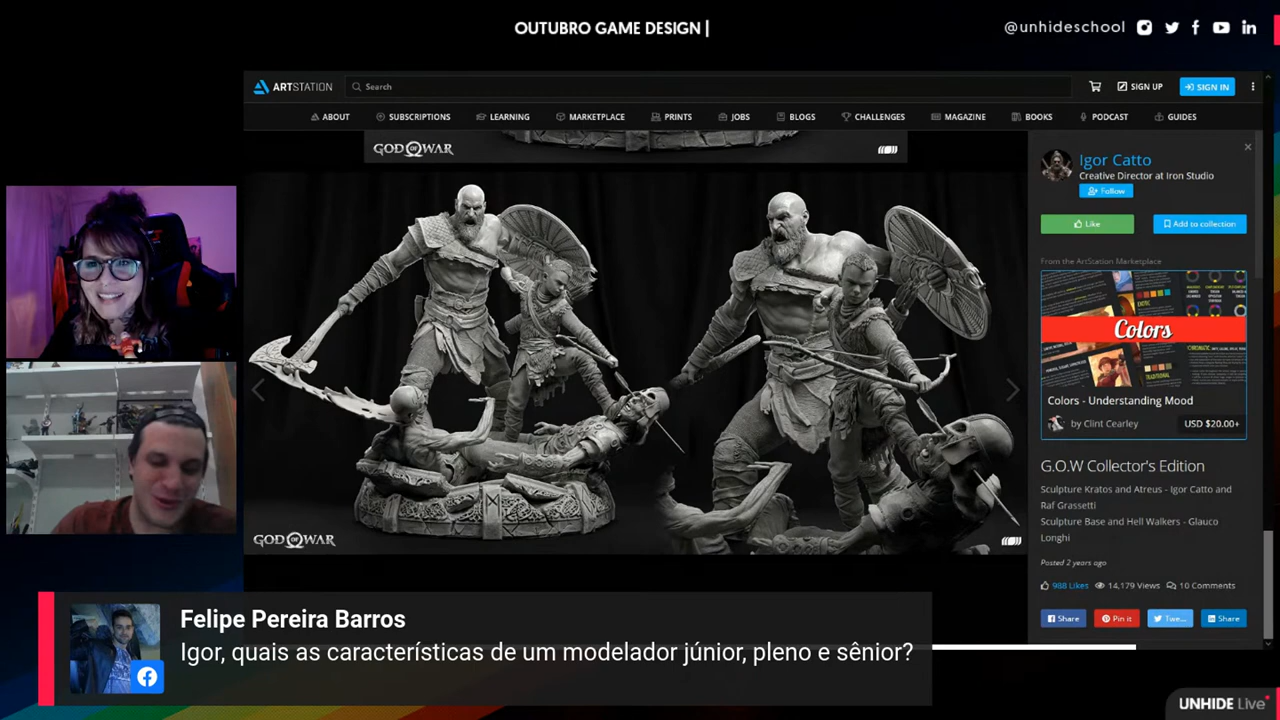 OUTUBRO GAME DESIGN |
@unhideschool
ARTSTATION
Search
SIGN UP
SIGN IN
ABOUT
SUBSCRIPTIONS
LEARNING
MARKETPLACE
PRINTS
JOBS
BLOGS
CHALLENGES
MAGAZINE
BOOKS
PODCAST
GUIDES
GOD OF WAR
Igor Catto
Creative Director at Iron Studio
Follow
Like
Add to collection
From the ArtStation Marketplace
Colors
TRADITIONAL
Colors - Understanding Mood
by Clint Cearley
USD $20.00+
G.O.W Collector's Edition
Sculpture Kratos and Atreus - Igor Catto and
Raf Grassetti
Sculpture Base and Hell Walkers - Glauco
Longhi
Posted 2 years ago
988 Likes
14,179 Views
10 Comments
Share
Pin it
Twe...
Share
GOD OF WAR
Felipe Pereira Barros
Igor, quais as características de um modelador júnior, pleno e sênior?
UNHIDE Live